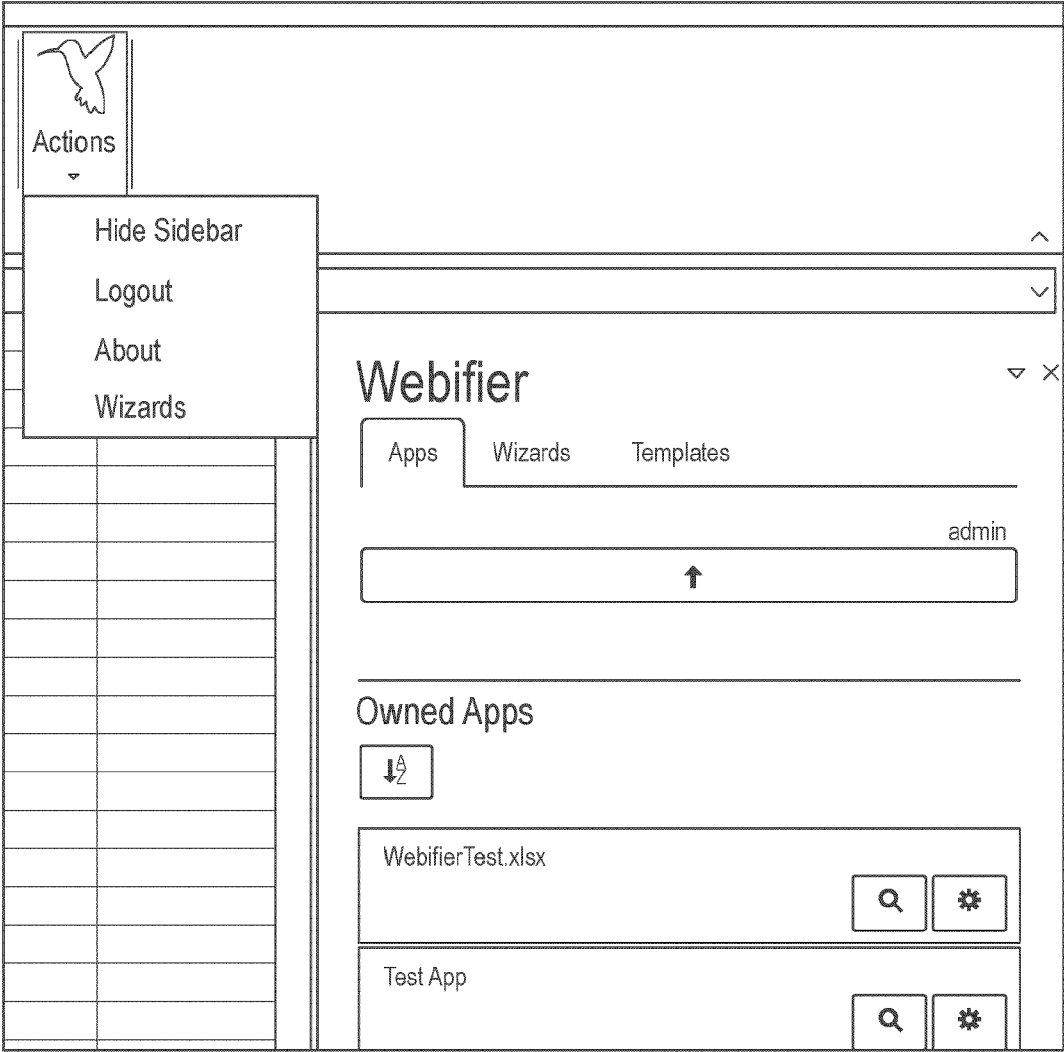 Actions
Hide Sidebar
Logout
About
Wizards
Webifier
Apps Wizards Templates
admin
Owned Apps
A
Z
WebifierTest.xlsx
Test App